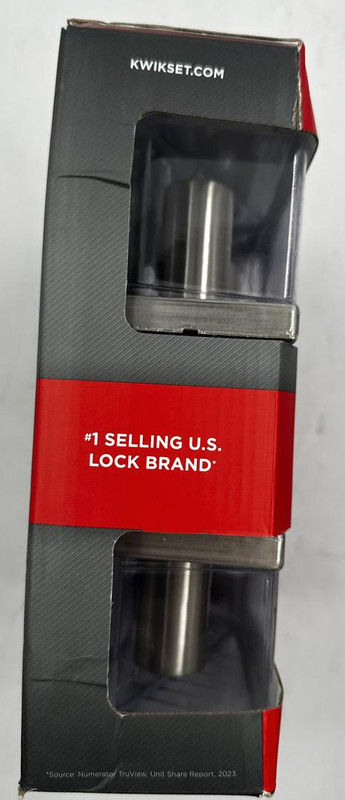 KWIKSET.COM
#1 SELLING U.S.
LOCK BRAND*
*Source: Numerator TruView, Unit Share Report, 2023.